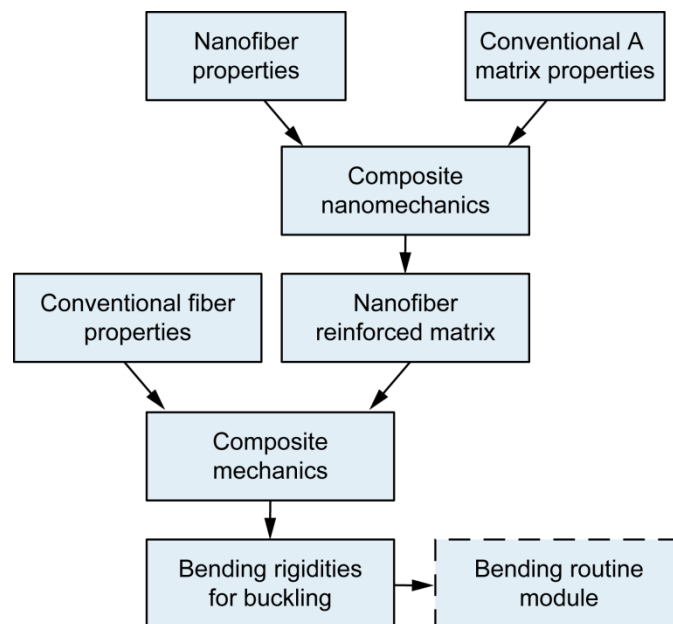 Nanofiber
properties
Conventional A
matrix properties
Composite
nanomechanics
Conventional fiber
properties
Nanofiber
reinforced matrix
Composite
mechanics
Bending rigidities
for buckling
Bending routine
module